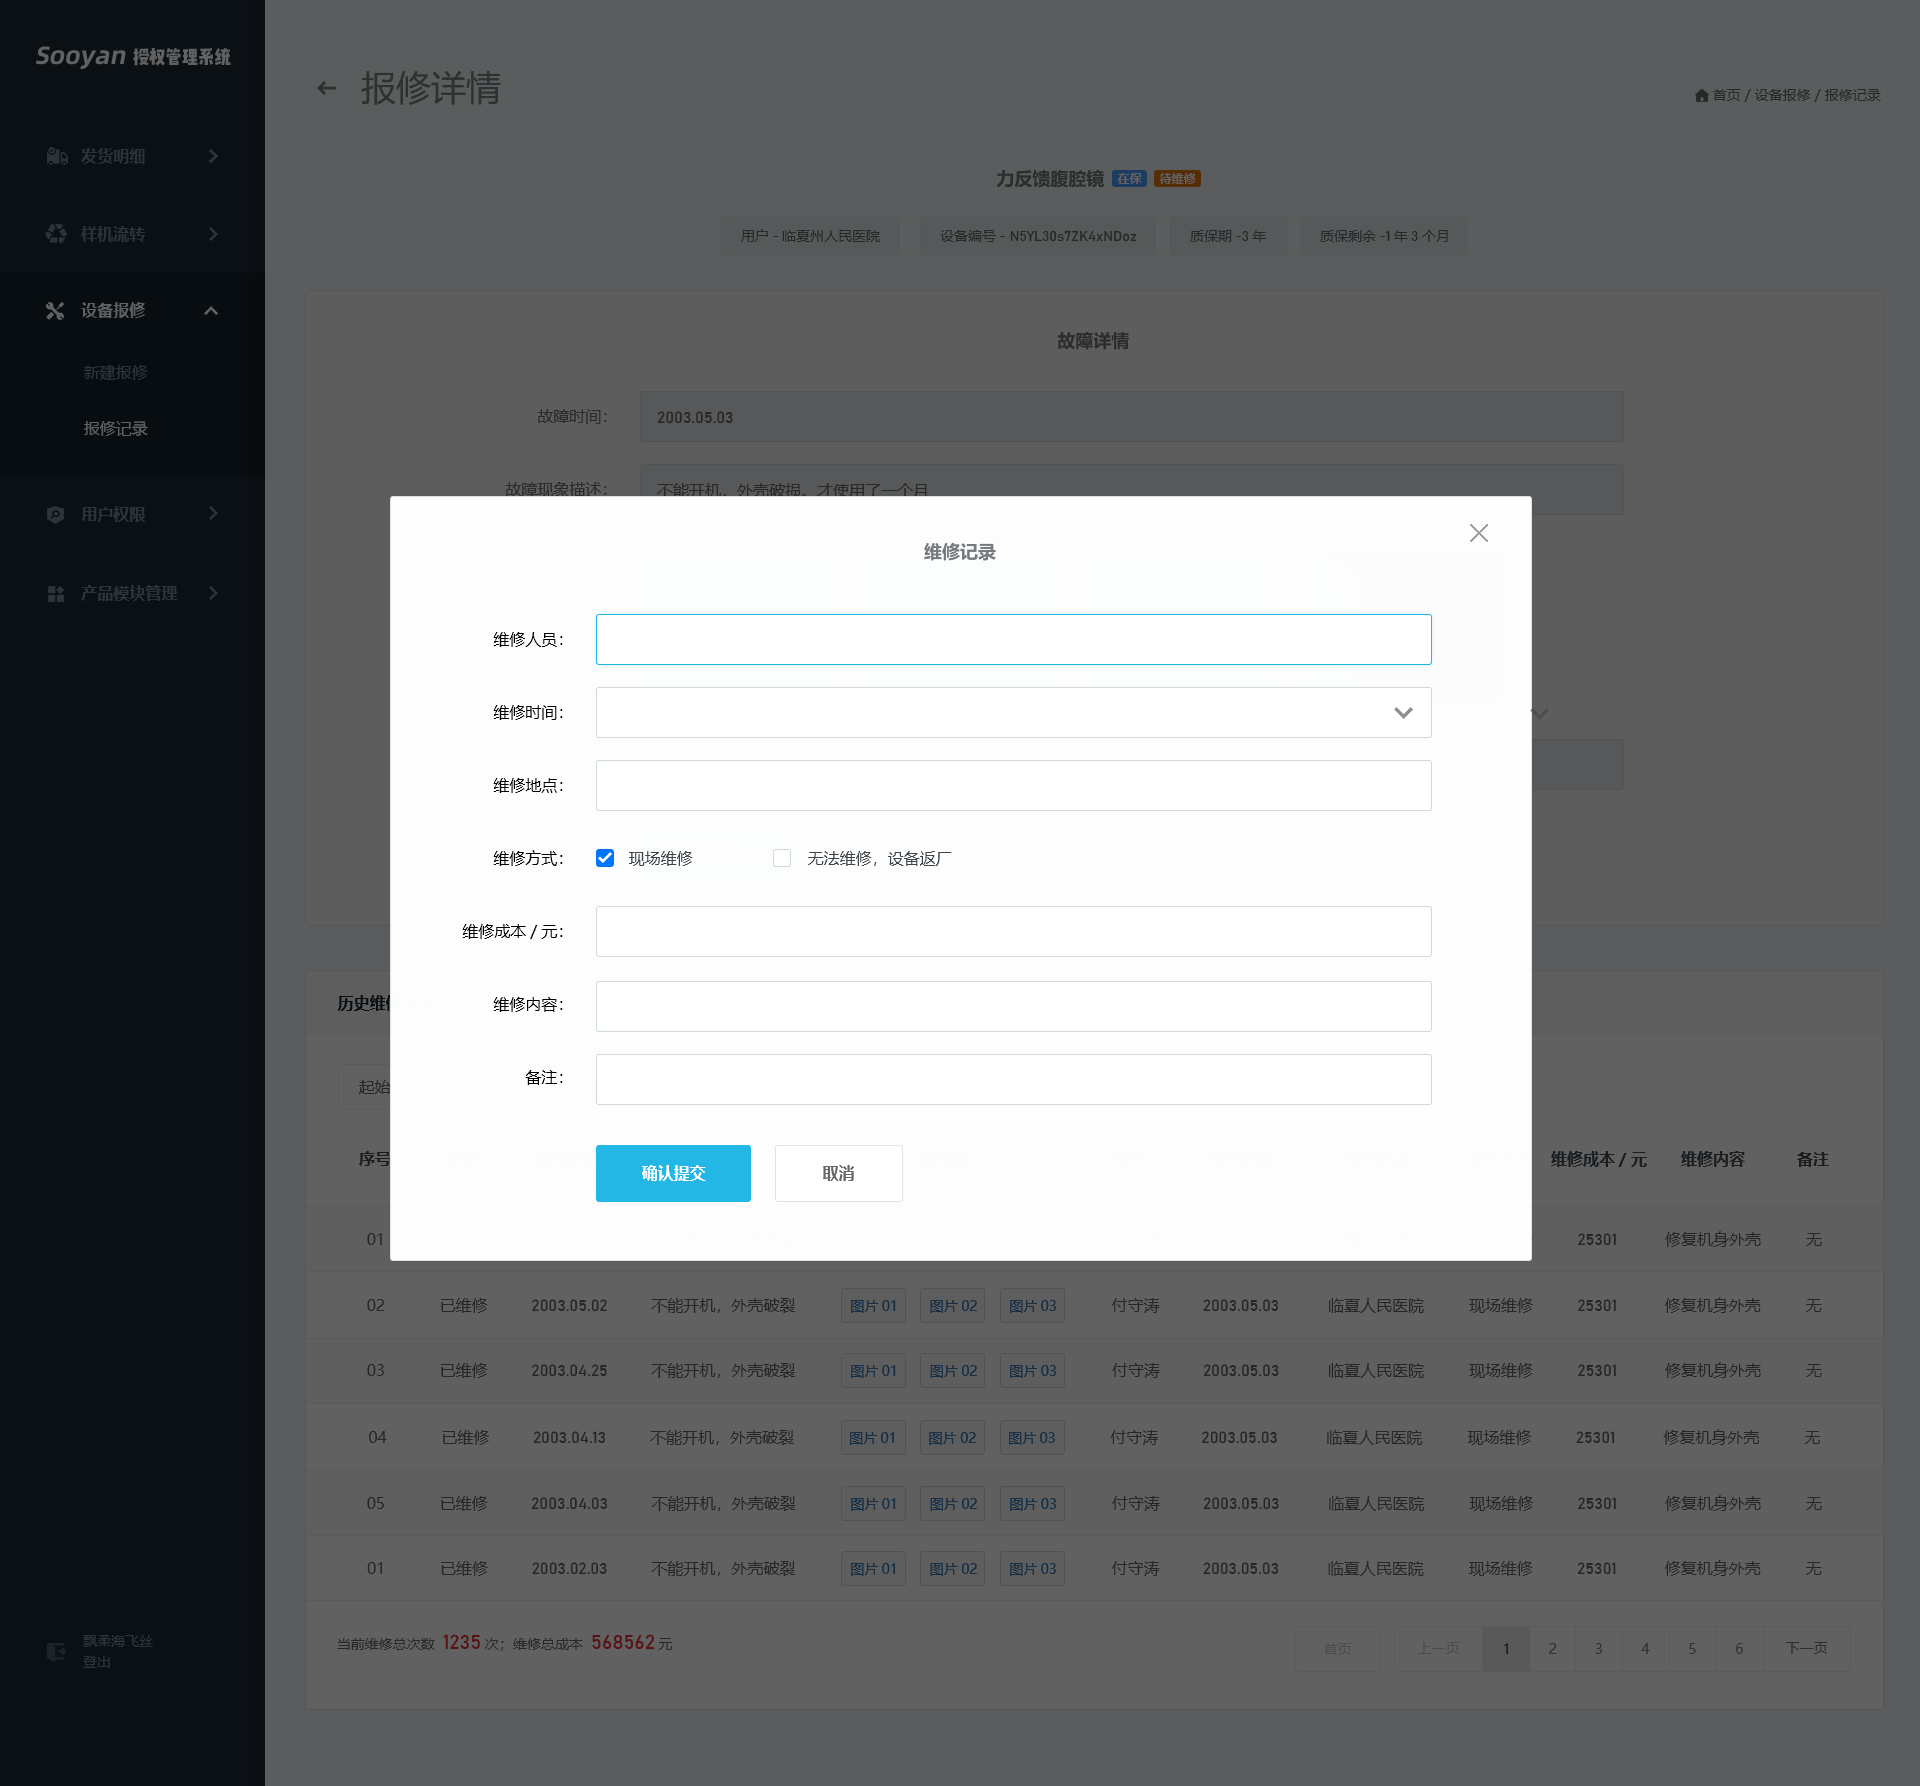 Sooyan 授权管理系统
发货明细
样机流转
设备报修
新建报修
报修记录
用户权限
产品模块管理
飘柔海飞丝
登出
报修详情
首页 / 设备报修 / 报修记录
力反馈腹腔镜 在保 待维修
用户 - 临夏州人民医院 设备编号 - N5YL30s7ZK4xNDoz 质保期 -3 年 质保剩余 -1 年 3 个月
故障详情
故障时间： 2003.05.03
故障现象描述： 不能开机，外壳破损。才使用了一个月
维修记录
维修人员：
维修时间：
维修地点：
维修方式： 现场维修 无法维修，设备返厂
维修成本 / 元：
维修内容：
备注：
确认提交 取消
历史维修
起始
序号 维修成本 / 元 维修内容 备注
01 25301 修复机身外壳 无
02 已维修 2003.05.02 不能开机，外壳破裂 图片 01 图片 02 图片 03 付守涛 2003.05.03 临夏人民医院 现场维修 25301 修复机身外壳 无
03 已维修 2003.04.25 不能开机，外壳破裂 图片 01 图片 02 图片 03 付守涛 2003.05.03 临夏人民医院 现场维修 25301 修复机身外壳 无
04 已维修 2003.04.13 不能开机，外壳破裂 图片 01 图片 02 图片 03 付守涛 2003.05.03 临夏人民医院 现场维修 25301 修复机身外壳 无
05 已维修 2003.04.03 不能开机，外壳破裂 图片 01 图片 02 图片 03 付守涛 2003.05.03 临夏人民医院 现场维修 25301 修复机身外壳 无
01 已维修 2003.02.03 不能开机，外壳破裂 图片 01 图片 02 图片 03 付守涛 2003.05.03 临夏人民医院 现场维修 25301 修复机身外壳 无
当前维修总次数 1235 次；维修总成本 568562 元
首页 上一页 1 2 3 4 5 6 下一页